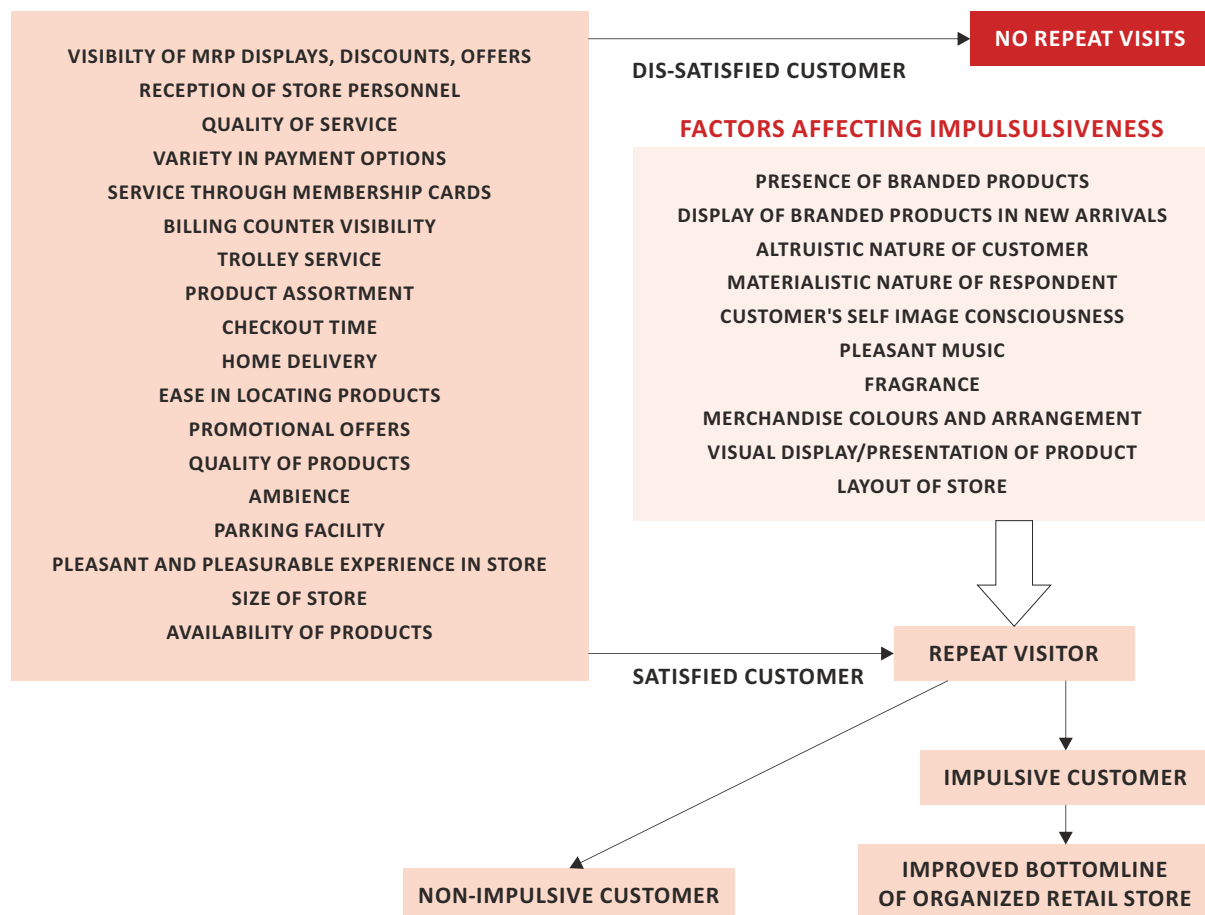 VISIBILTY OF MRP DISPLAYS, DISCOUNTS, OFFERS
RECEPTION OF STORE PERSONNEL
QUALITY OF SERVICE
VARIETY IN PAYMENT OPTIONS
SERVICE THROUGH MEMBERSHIP CARDS
BILLING COUNTER VISIBILITY
TROLLEY SERVICE
PRODUCT ASSORTMENT
CHECKOUT TIME
HOME DELIVERY
EASE IN LOCATING PRODUCTS
PROMOTIONAL OFFERS
QUALITY OF PRODUCTS
AMBIENCE
PARKING FACILITY
PLEASANT AND PLEASURABLE EXPERIENCE IN STORE
SIZE OF STORE
AVAILABILITY OF PRODUCTS
DIS-SATISFIED CUSTOMER
NO REPEAT VISITS
FACTORS AFFECTING IMPULSULSIVENESS
PRESENCE OF BRANDED PRODUCTS
DISPLAY OF BRANDED PRODUCTS IN NEW ARRIVALS
ALTRUISTIC NATURE OF CUSTOMER
MATERIALISTIC NATURE OF RESPONDENT
CUSTOMER'S SELF IMAGE CONSCIOUSNESS
PLEASANT MUSIC
FRAGRANCE
MERCHANDISE COLOURS AND ARRANGEMENT
VISUAL DISPLAY/PRESENTATION OF PRODUCT
LAYOUT OF STORE
SATISFIED CUSTOMER
REPEAT VISITOR
IMPULSIVE CUSTOMER
NON-IMPULSIVE CUSTOMER
IMPROVED BOTTOMLINE
OF ORGANIZED RETAIL STORE